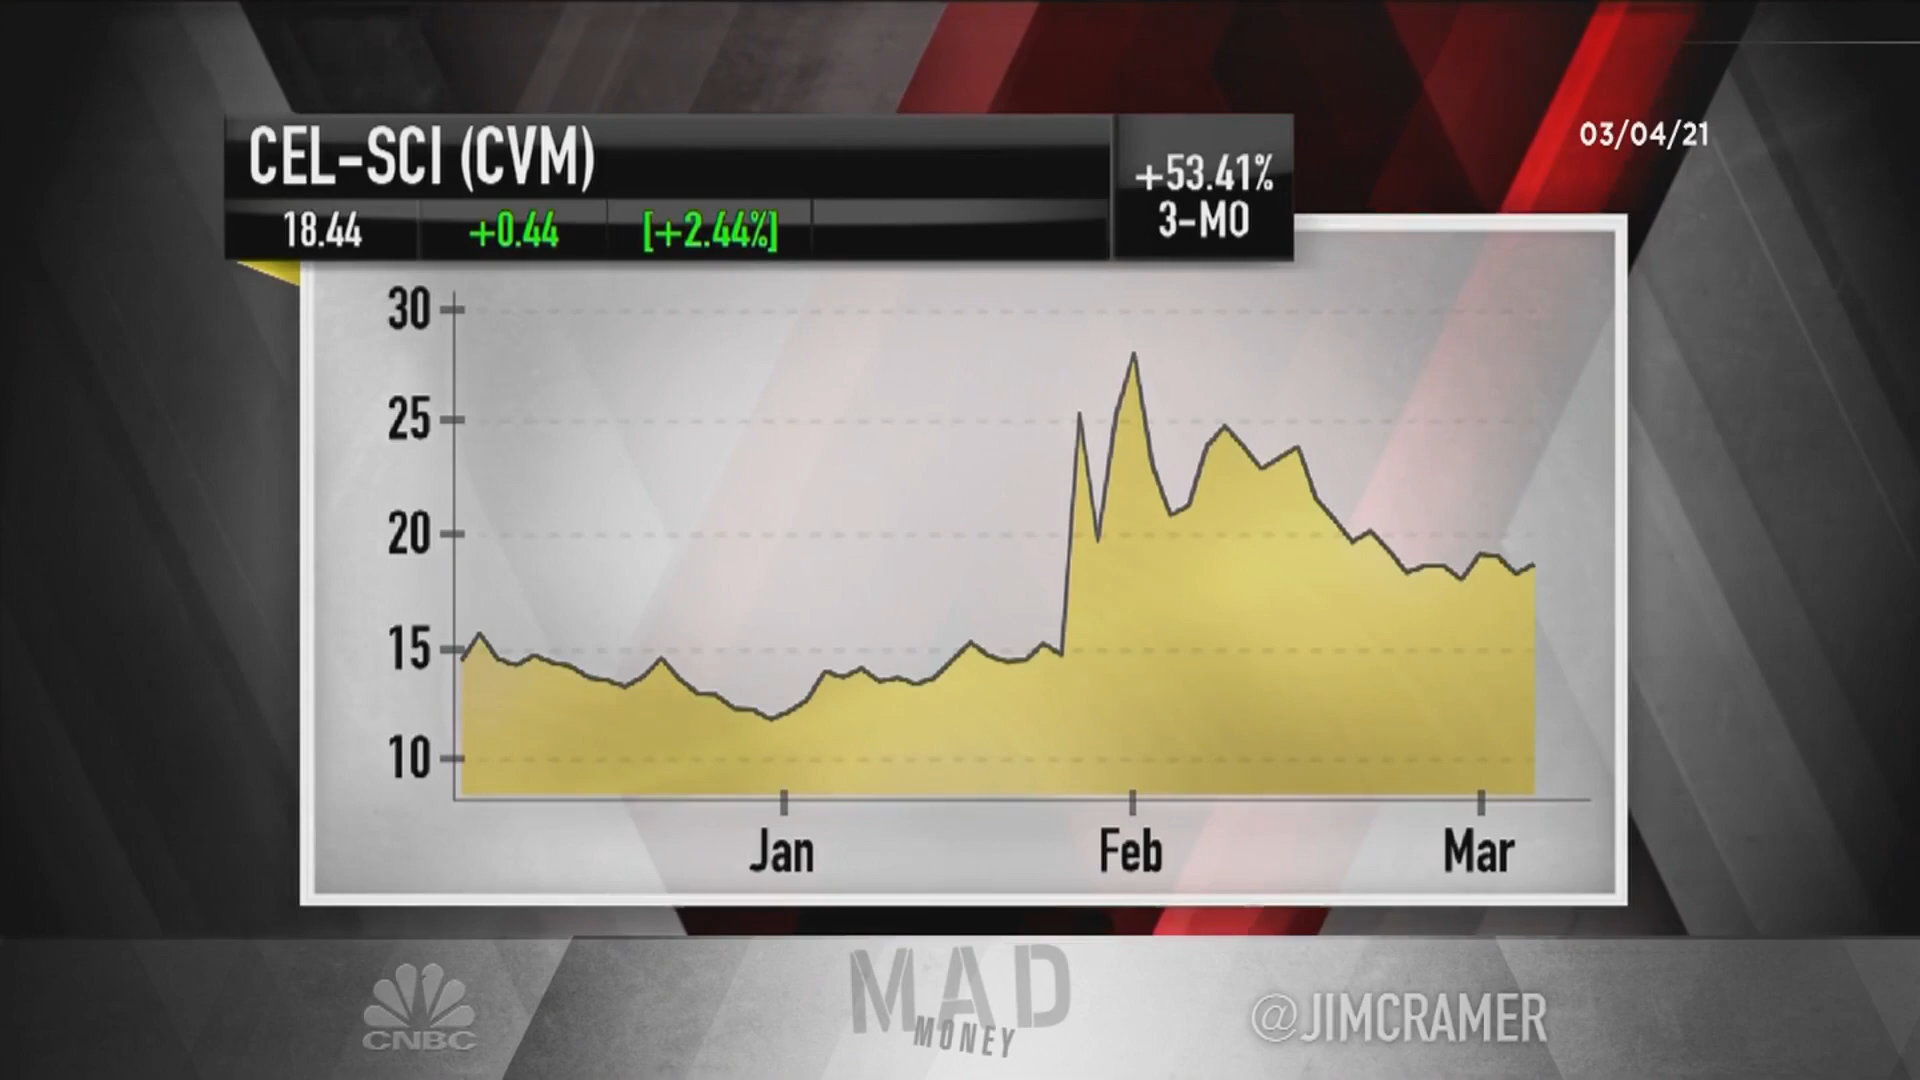 CEL-SCI (CVM)
18.44 +0.44 [+2.44%]
+53.41%
3-MO
03/04/21
30
25
20
15
10
Jan Feb Mar
CNBC
MAD
MONEY
@JIMCRAMER